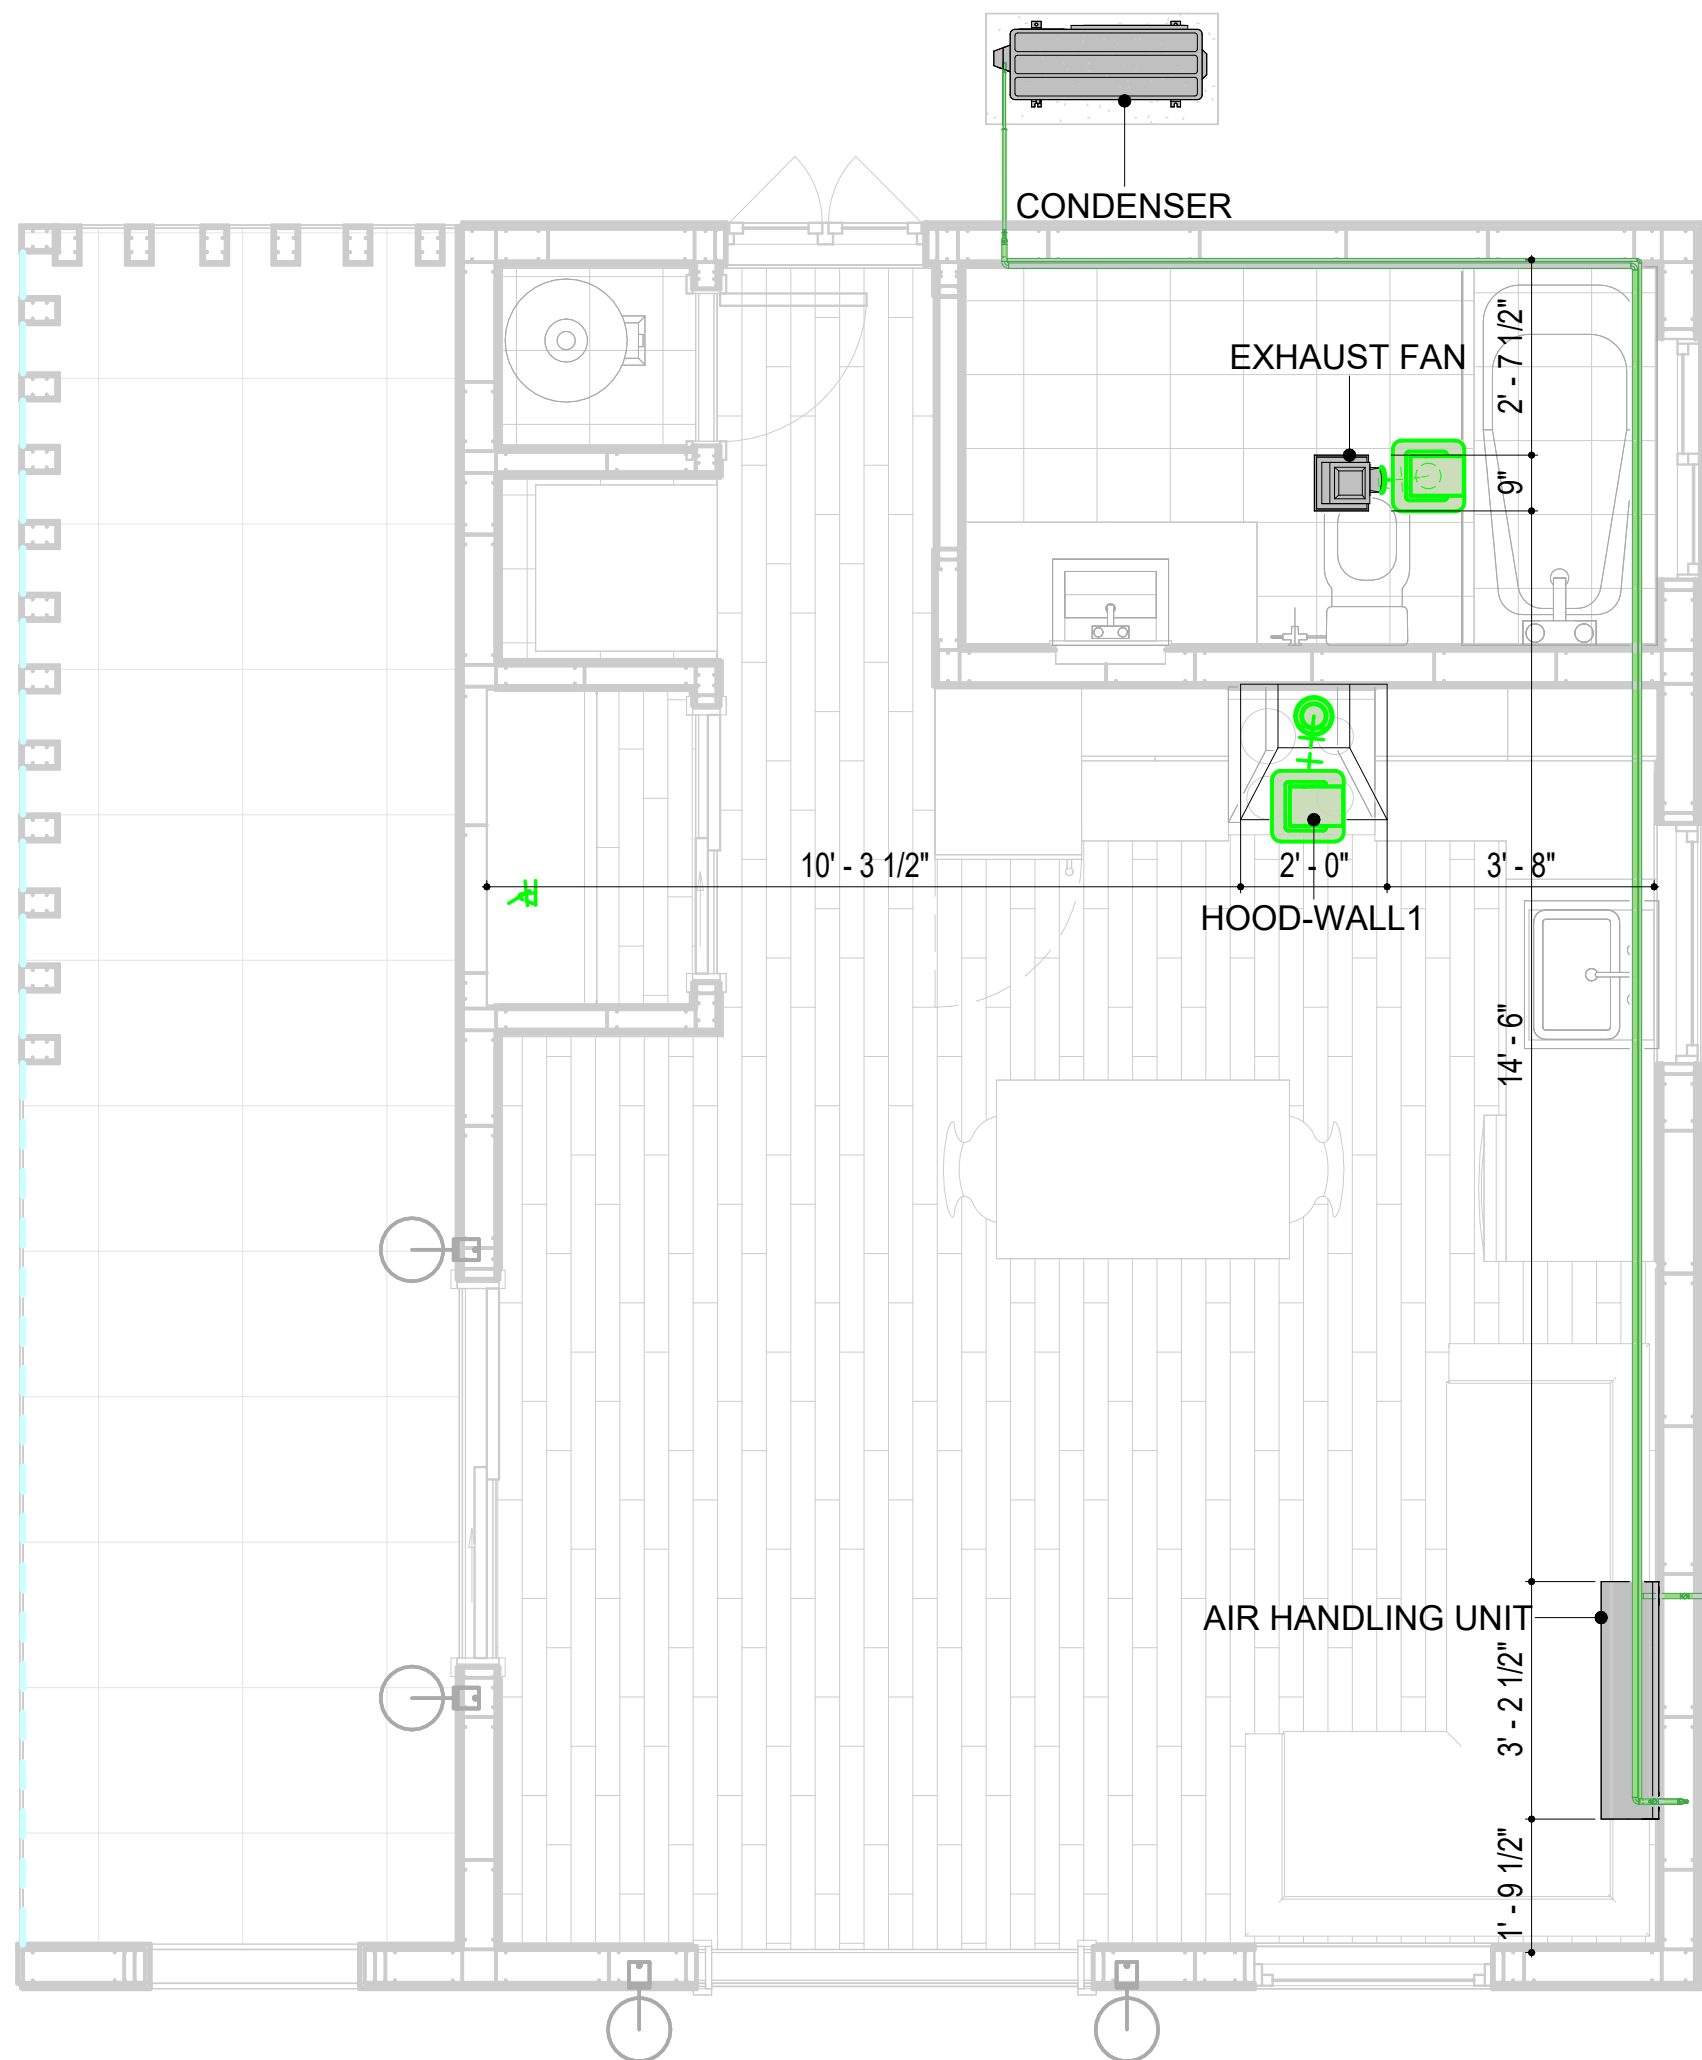 CONDENSER
2' - 7 1/2"
EXHAUST FAN
9"
10' - 3 1/2"
2' - 0"
3' - 8"
HOOD-WALL1
14' - 6"
AIR HANDLING UNIT
3' - 2 1/2"
1' - 9 1/2"